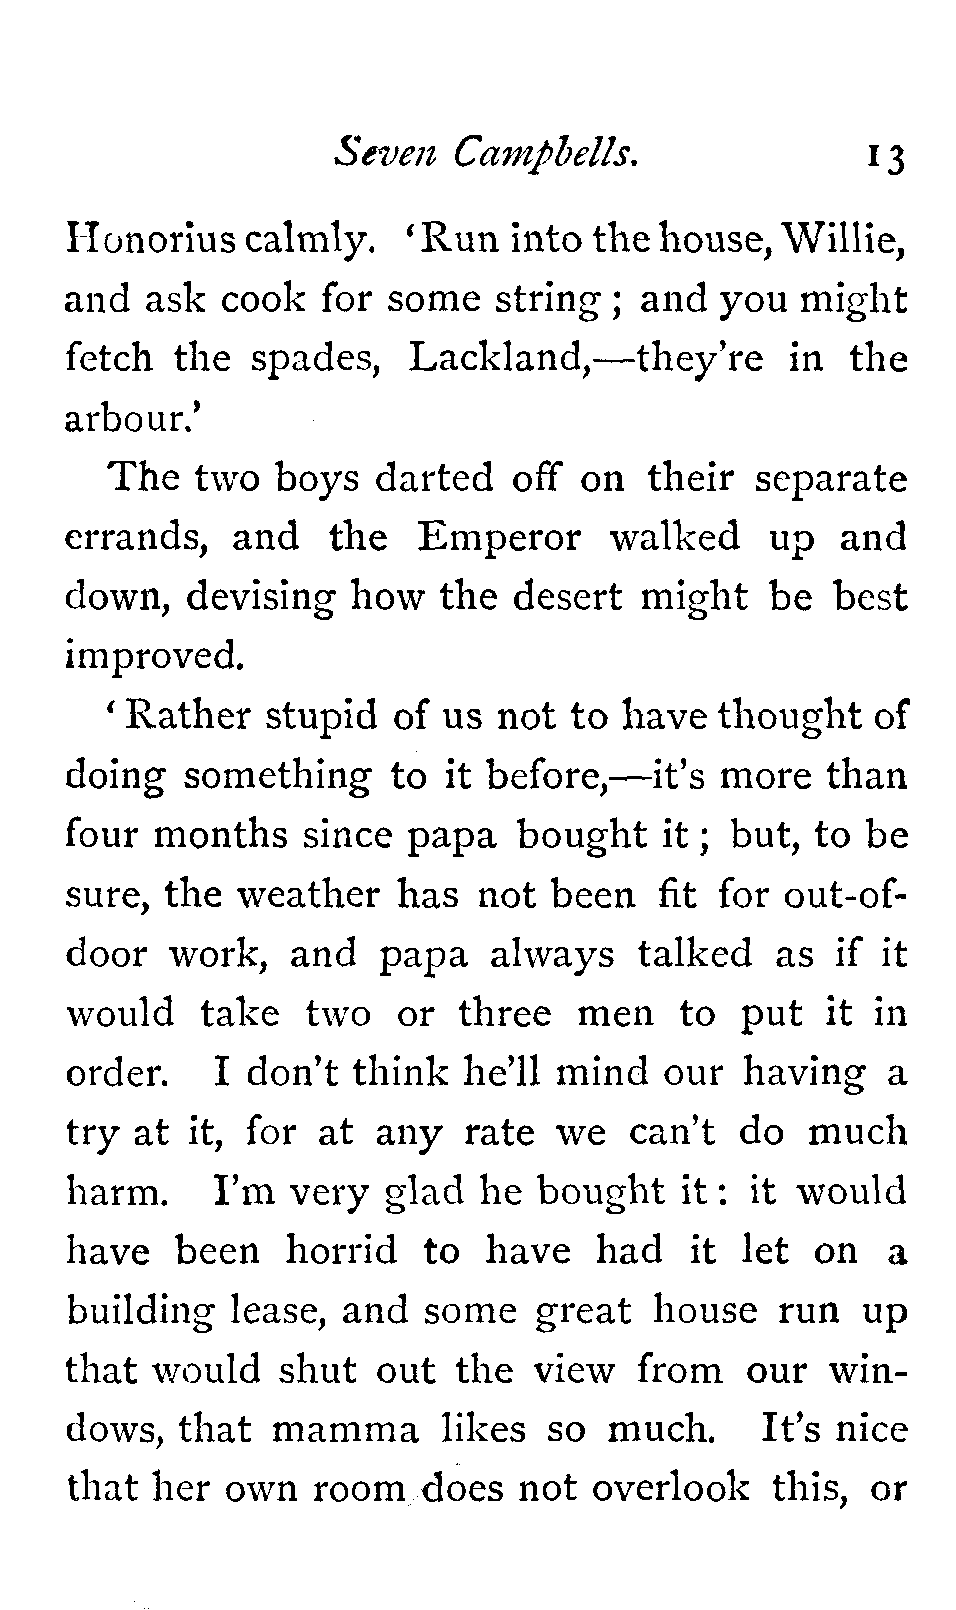 Seven Campbells. 13
Honorius calmly. ‘Run into the house, Willie,
and ask cook for some string ; and you might
fetch the spades, Lackland,—they’re in the
arbour.’
The two boys darted off on their separate
errands, and the Emperor walked up and
down, devising how the desert might be best
improved.
‘ Rather stupid of us not to have thought of
doing something to it before,—it’s more than
four months since papa bought it ; but, to be
sure, the weather has not been fit for out-of-
door work, and papa always talked as if it
would take two or three men to put it in
order. I don’t think he’ll mind our having a
try at it, for at any rate we can’t do much
harm. I’m very glad he bought it : it would
have been horrid to have had it let on a
building lease, and some great house run up
that would shut out the view from our win-
dows, that mamma likes so much. It’s nice
that her own room does not overlook this, or